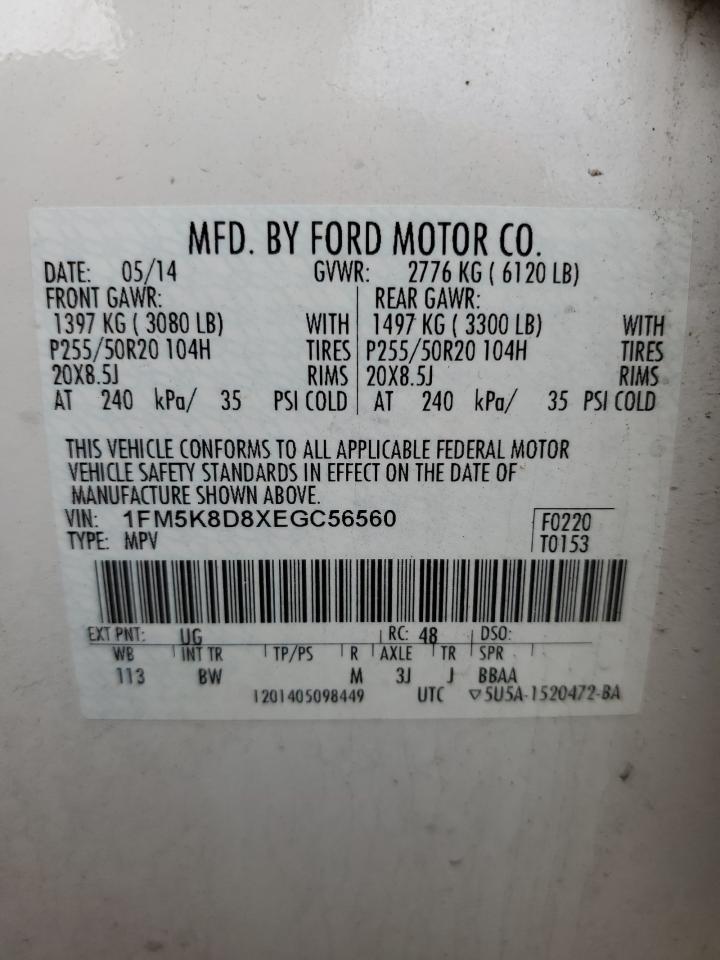 MFD. BY FORD MOTOR CO.
DATE: 05/14 GVWR: 2776 KG ( 6120 LB)
FRONT GAWR: REAR GAWR:
1397 KG ( 3080 LB) WITH 1497 KG ( 3300 LB) WITH
P255/50R20 104H TIRES P255/50R20 104H TIRES
20X8.5J RIMS 20X8.5J RIMS
AT 240 kPa/ 35 PSI COLD AT 240 kPa/ 35 PSI COLD
THIS VEHICLE CONFORMS TO ALL APPLICABLE FEDERAL MOTOR
VEHICLE SAFETY STANDARDS IN EFFECT ON THE DATE OF
MANUFACTURE SHOWN ABOVE.
VIN: 1FM5K8D8XEGC56560 F0220
TYPE: MPV T0153
EXT PNT: UG RC: 48 DSO:
WB INT TR TP/PS R AXLE TR SPR
113 BW M 3J J BBAA
1201405098449 UTC ▽5U5A-1520472-BA